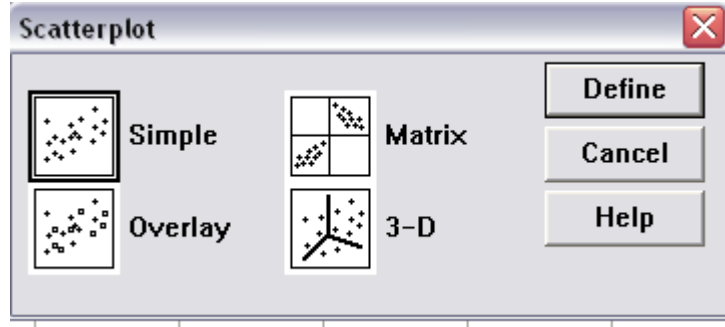 Scatterplot
Simple
Matrix
Define
Cancel
Overlay
3-D
Help